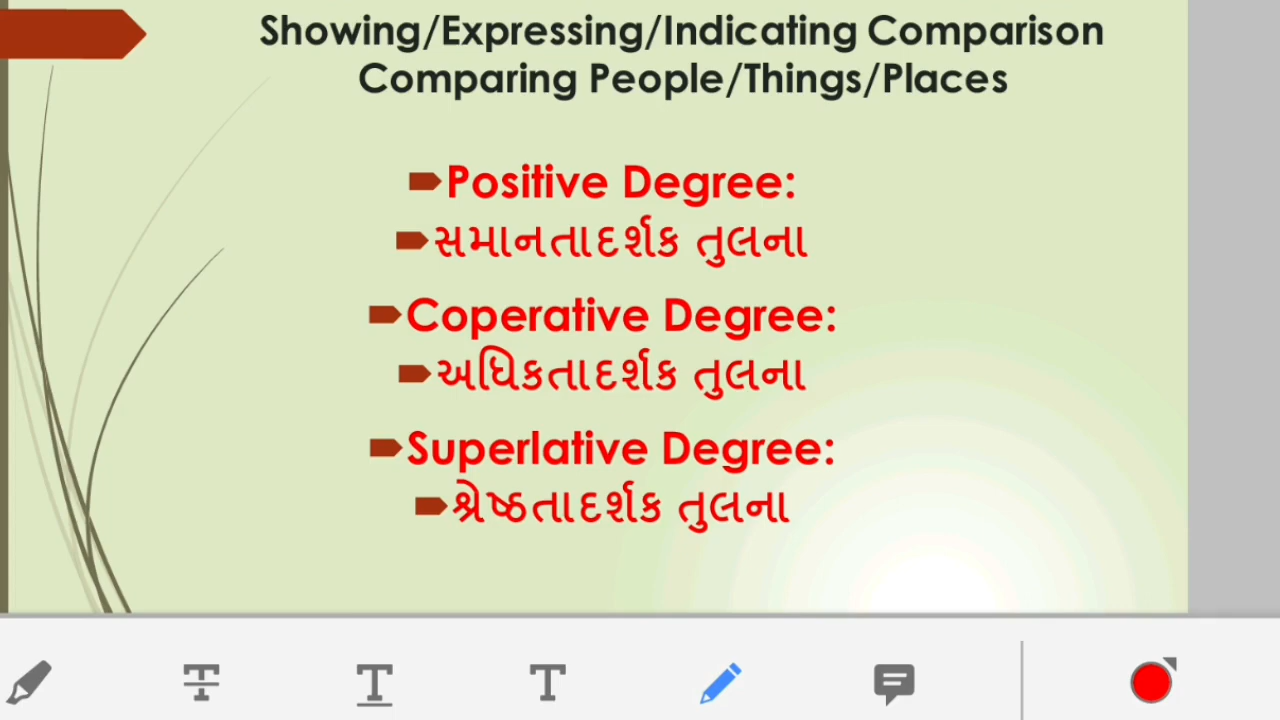 Showing/Expressing/Indicating Comparison
Comparing People/Things/Places
Positive Degree:
સમાનતાદર્શક તુલના
Coperative Degree:
અધિકતાદર્શક તુલના
Superlative Degree:
શ્રેષ્ઠતાદર્શક તુલના